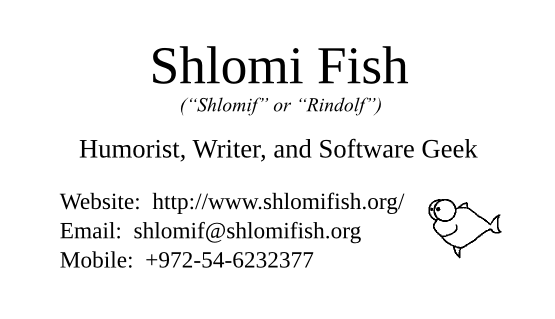 Shlomi Fish
(“Shlomif” or “Rindolf”)
Humorist, Writer, and Software Geek
Website: http://www.shlomifish.org/
Email: shlomif@shlomifish.org
Mobile: +972-54-6232377